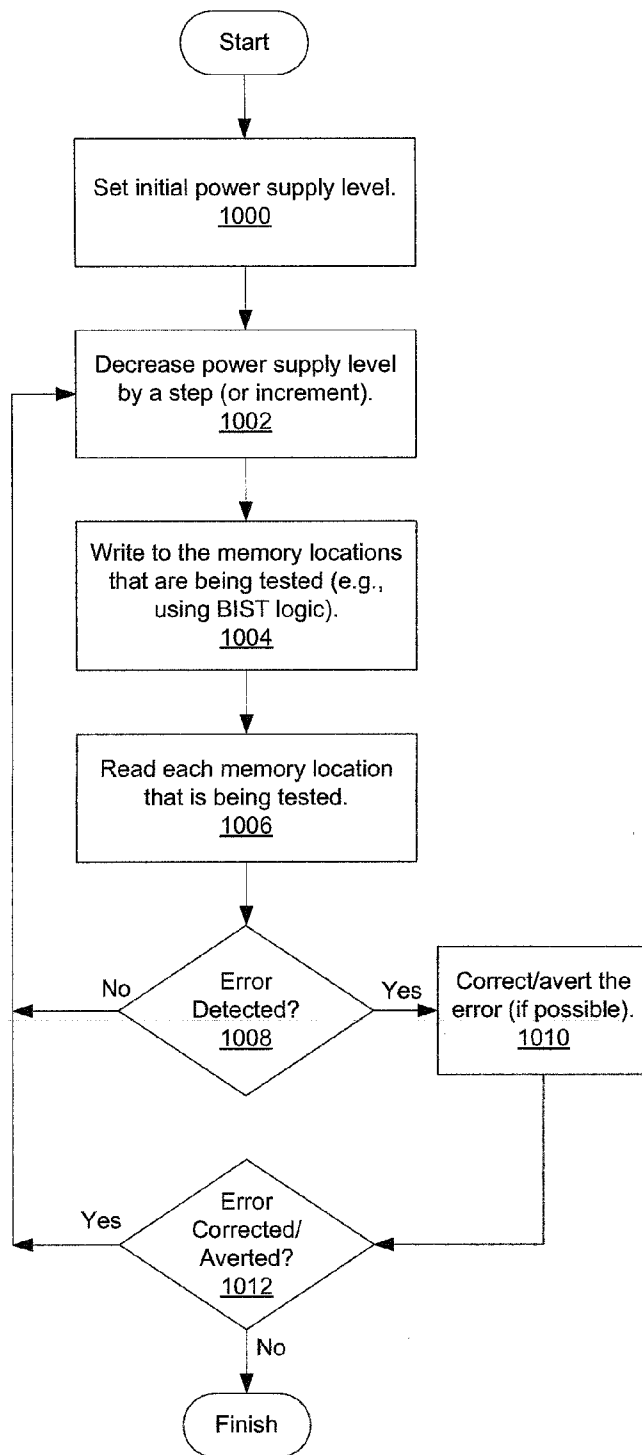 Start
Set initial power supply level.
1000
Decrease power supply level
by a step (or increment).
1002
Write to the memory locations
that are being tested (e.g.,
using BIST logic).
1004
Read each memory location
that is being tested.
1006
No
Error
Detected?
1008
Yes
Correct/avert the
error (if possible).
1010
Yes
Error
Corrected/
Averted?
1012
No
Finish